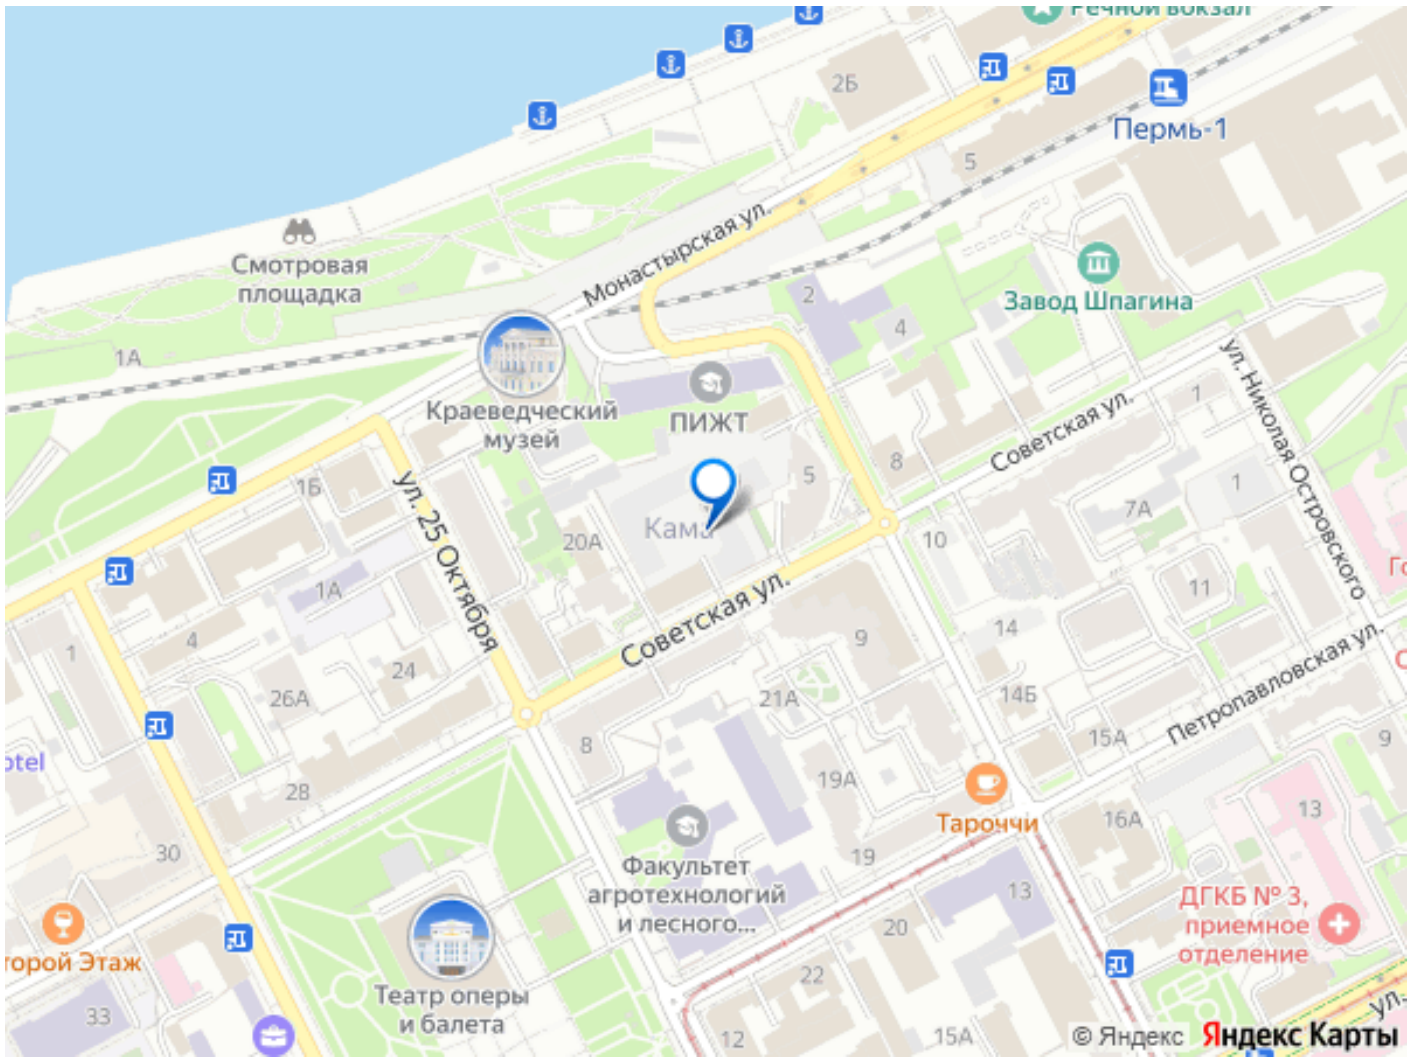 Речной вокзал
2Б
Пермь-1
5
Монастырская ул.
Смотровая
площадка
2
4
Завод Шпагина
1А
Краеведческий
музей
ПИЖТ
ул. Николая Островского
Советская ул.
1
8
5
1Б
ул. 25 Октября
7А
1
20А
Кама
10
1А
11
Советская ул.
14
9
4
1
24
26А
21А
14Б
Петропавловская ул.
15А
9
otel
8
19А
28
Тароччи
16А
13
30
19
Факультет
агротехнологий
и лесного...
13
ДГКБ № 3,
приемное
отделение
20
торой Этаж
22
Театр оперы
и балета
33
12
15А
ул.
© Яндекс Яндекс Карты